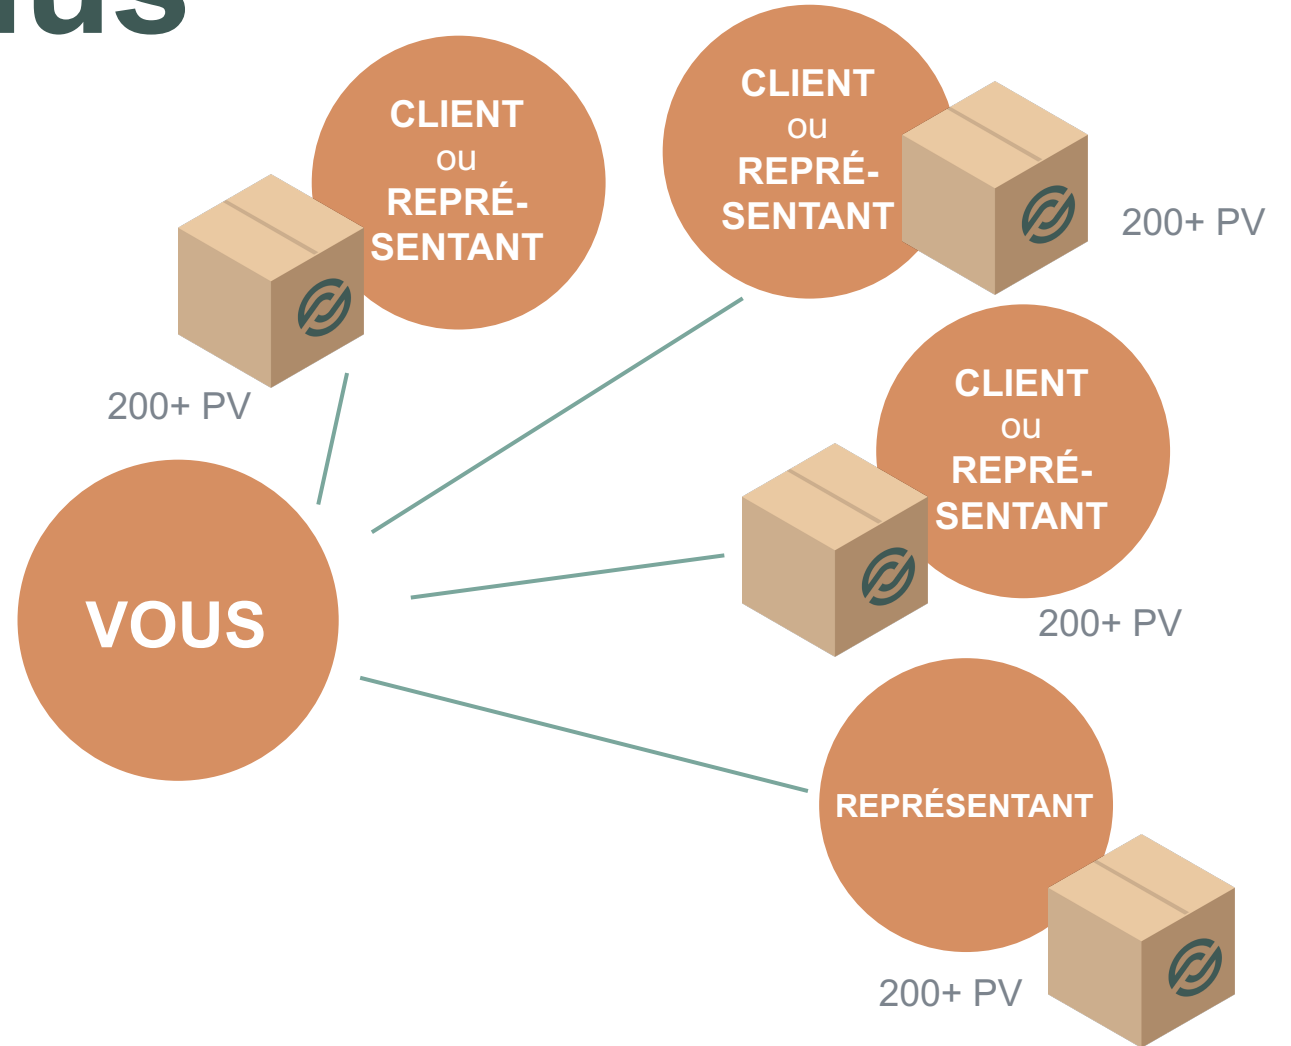 CLIENT
ou
REPRÉ-
SENTANT
200+ PV
CLIENT
ou
REPRÉ-
SENTANT
200+ PV
CLIENT
ou
REPRÉ-
SENTANT
200+ PV
VOUS
REPRÉSENTANT
200+ PV